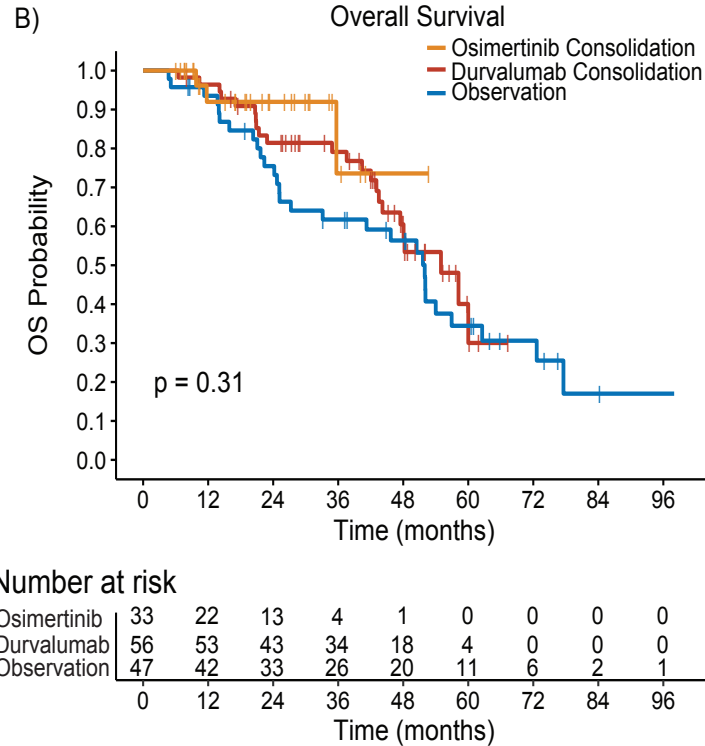 B)
Overall Survival
Osimertinib Consolidation
Durvalumab Consolidation
Observation
1.0
0.9
0.8
0.7
0.6
0.5
0.4
0.3
0.2
0.1
0.0
OS Probability
p = 0.31
0 12 24 36 48 60 72 84 96
Time (months)
Number at risk
Osimertinib 33 22 13 4 1 0 0 0 0
Durvalumab 56 53 43 34 18 4 0 0 0
Observation 47 42 33 26 20 11 6 2 1
0 12 24 36 48 60 72 84 96
Time (months)